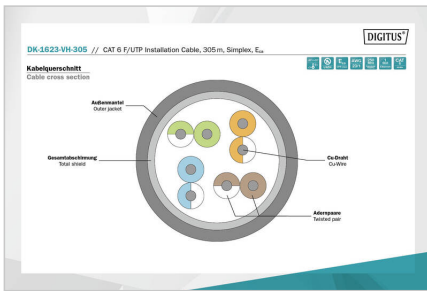 DIGITUS®
DK-1623-VH-305 // CAT 6 F/UTP Installation Cable, 305 m, Simplex, Eca
Kabelquerschnitt
Cable cross section
Außenmantel
Outer jacket
Gesamtabschirmung
Total shield
Cu-Draht
Cu-Wire
Adernpaare
Twisted pair